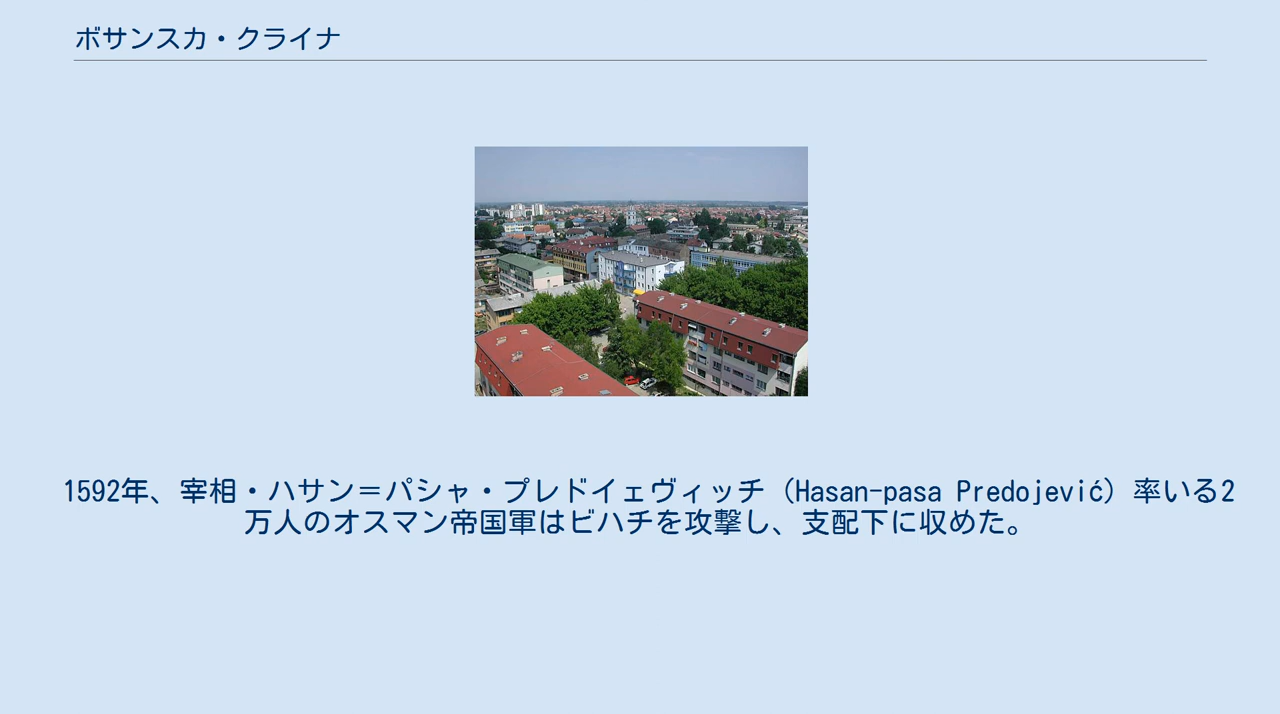 ボサンスカ・クライナ
1592年、宰相・ハサン＝パシャ・プレドイェヴィッチ（Hasan-pasa Predojević）率いる2
万人のオスマン帝国軍はビハチを攻撃し、支配下に収めた。